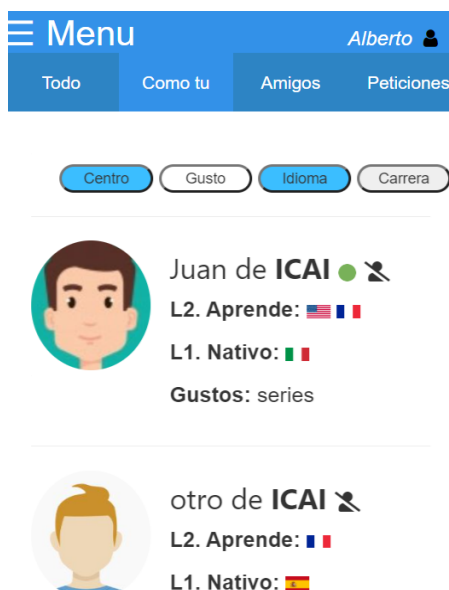 Menu Alberto
Todo Como tu Amigos Peticiones
Centro Gusto Idioma Carrera
Juan de ICAI
L2. Aprende:
L1. Nativo:
Gustos: series
otro de ICAI
L2. Aprende:
L1. Nativo: